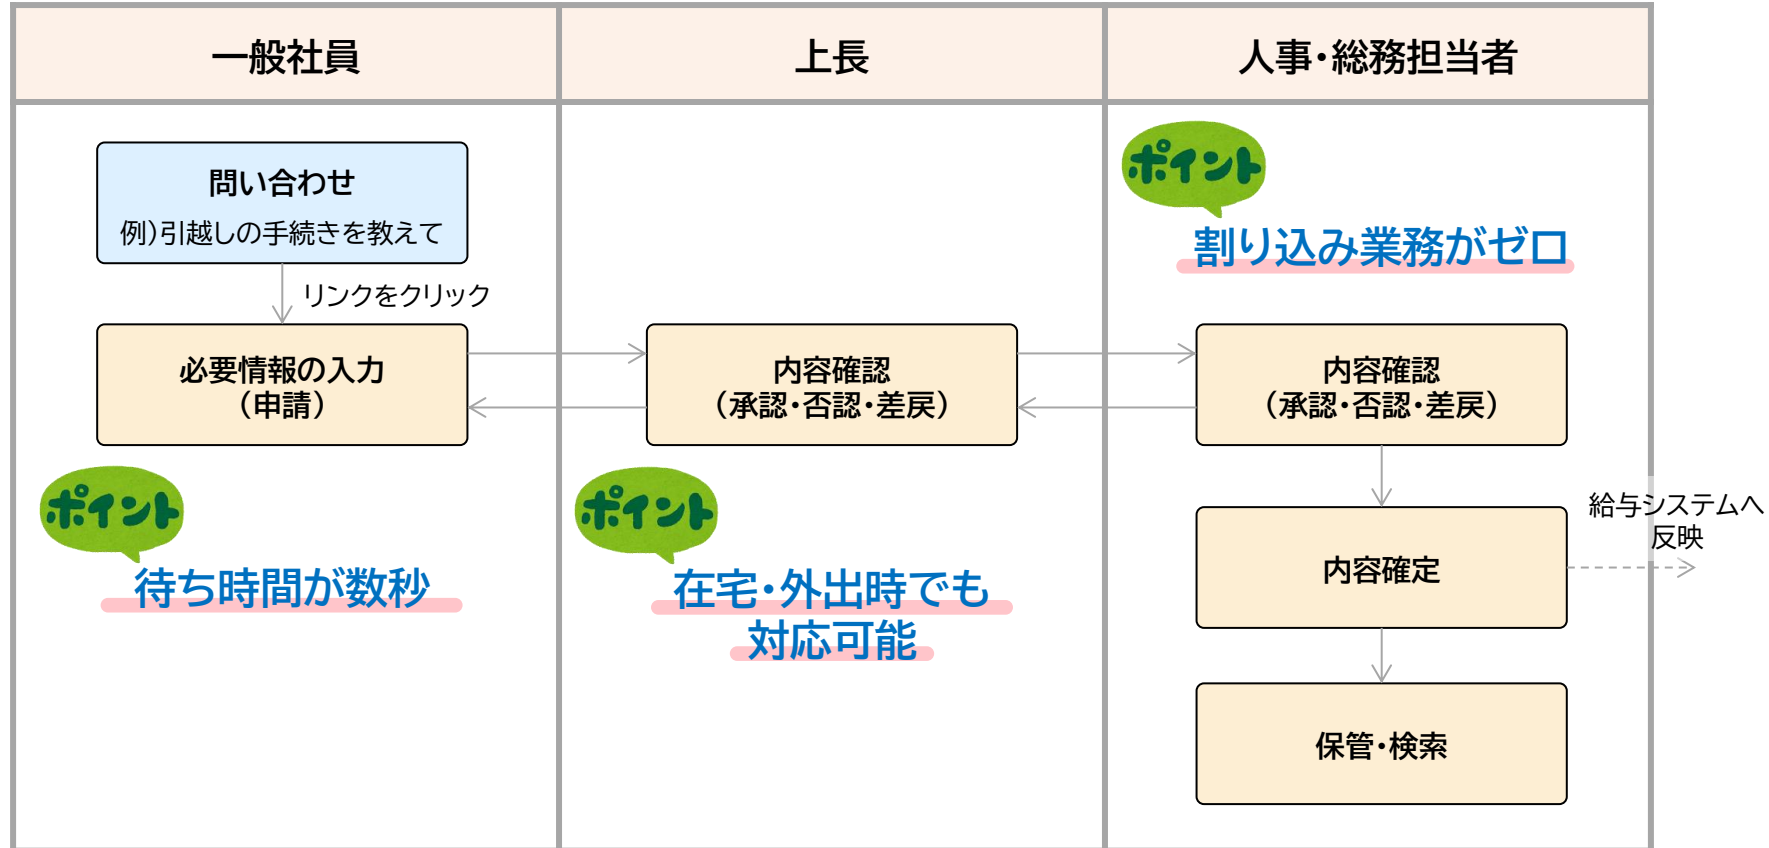 一般社員
上長
人事・総務担当者
問い合わせ
例）引越しの手続きを教えて
リンクをクリック
必要情報の入力
（申請）
ポイント
待ち時間が数秒
内容確認
（承認・否認・差戻）
ポイント
在宅・外出時でも
対応可能
ポイント
割り込み業務がゼロ
内容確認
（承認・否認・差戻）
内容確定
給与システムへ
反映
保管・検索